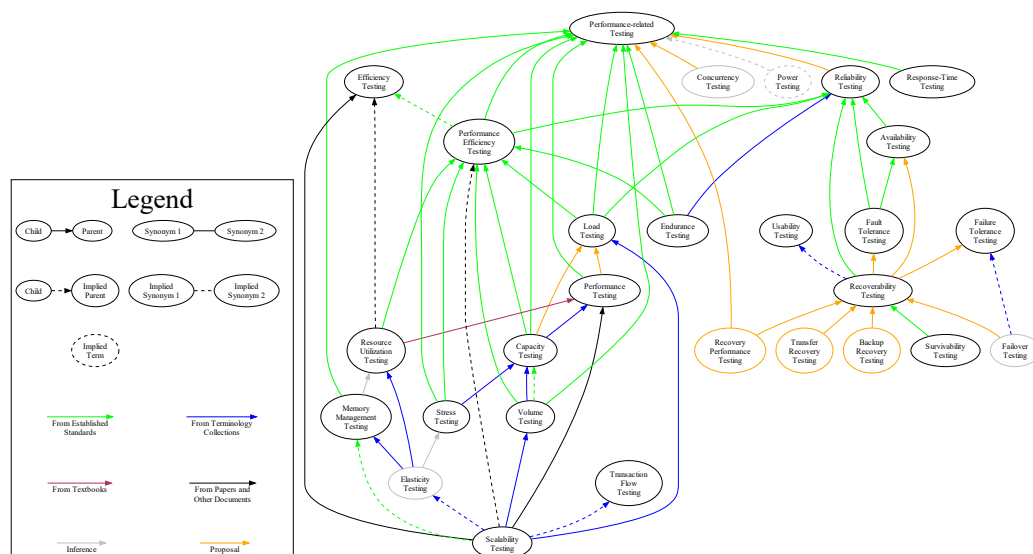 Performance-related
Testing
Efficiency
Testing
Concurrency
Testing
Power
Testing
Reliability
Testing
Response-Time
Testing
Performance
Efficiency
Testing
Availability
Testing
Load
Testing
Endurance
Testing
Usability
Testing
Fault
Tolerance
Testing
Failure
Tolerance
Testing
Performance
Testing
Recoverability
Testing
Resource
Utilization
Testing
Capacity
Testing
Recovery
Performance
Testing
Transfer
Recovery
Testing
Backup
Recovery
Testing
Survivability
Testing
Failover
Testing
Memory
Management
Testing
Stress
Testing
Volume
Testing
Elasticity
Testing
Transaction
Flow
Testing
Scalability
Testing
Legend
Child
Parent
Synonym 1
Synonym 2
Child
Implied
Parent
Implied
Synonym 1
Implied
Synonym 2
Implied
Term
From Established
Standards
From Terminology
Collections
From Textbooks
From Papers and
Other Documents
Inference
Proposal